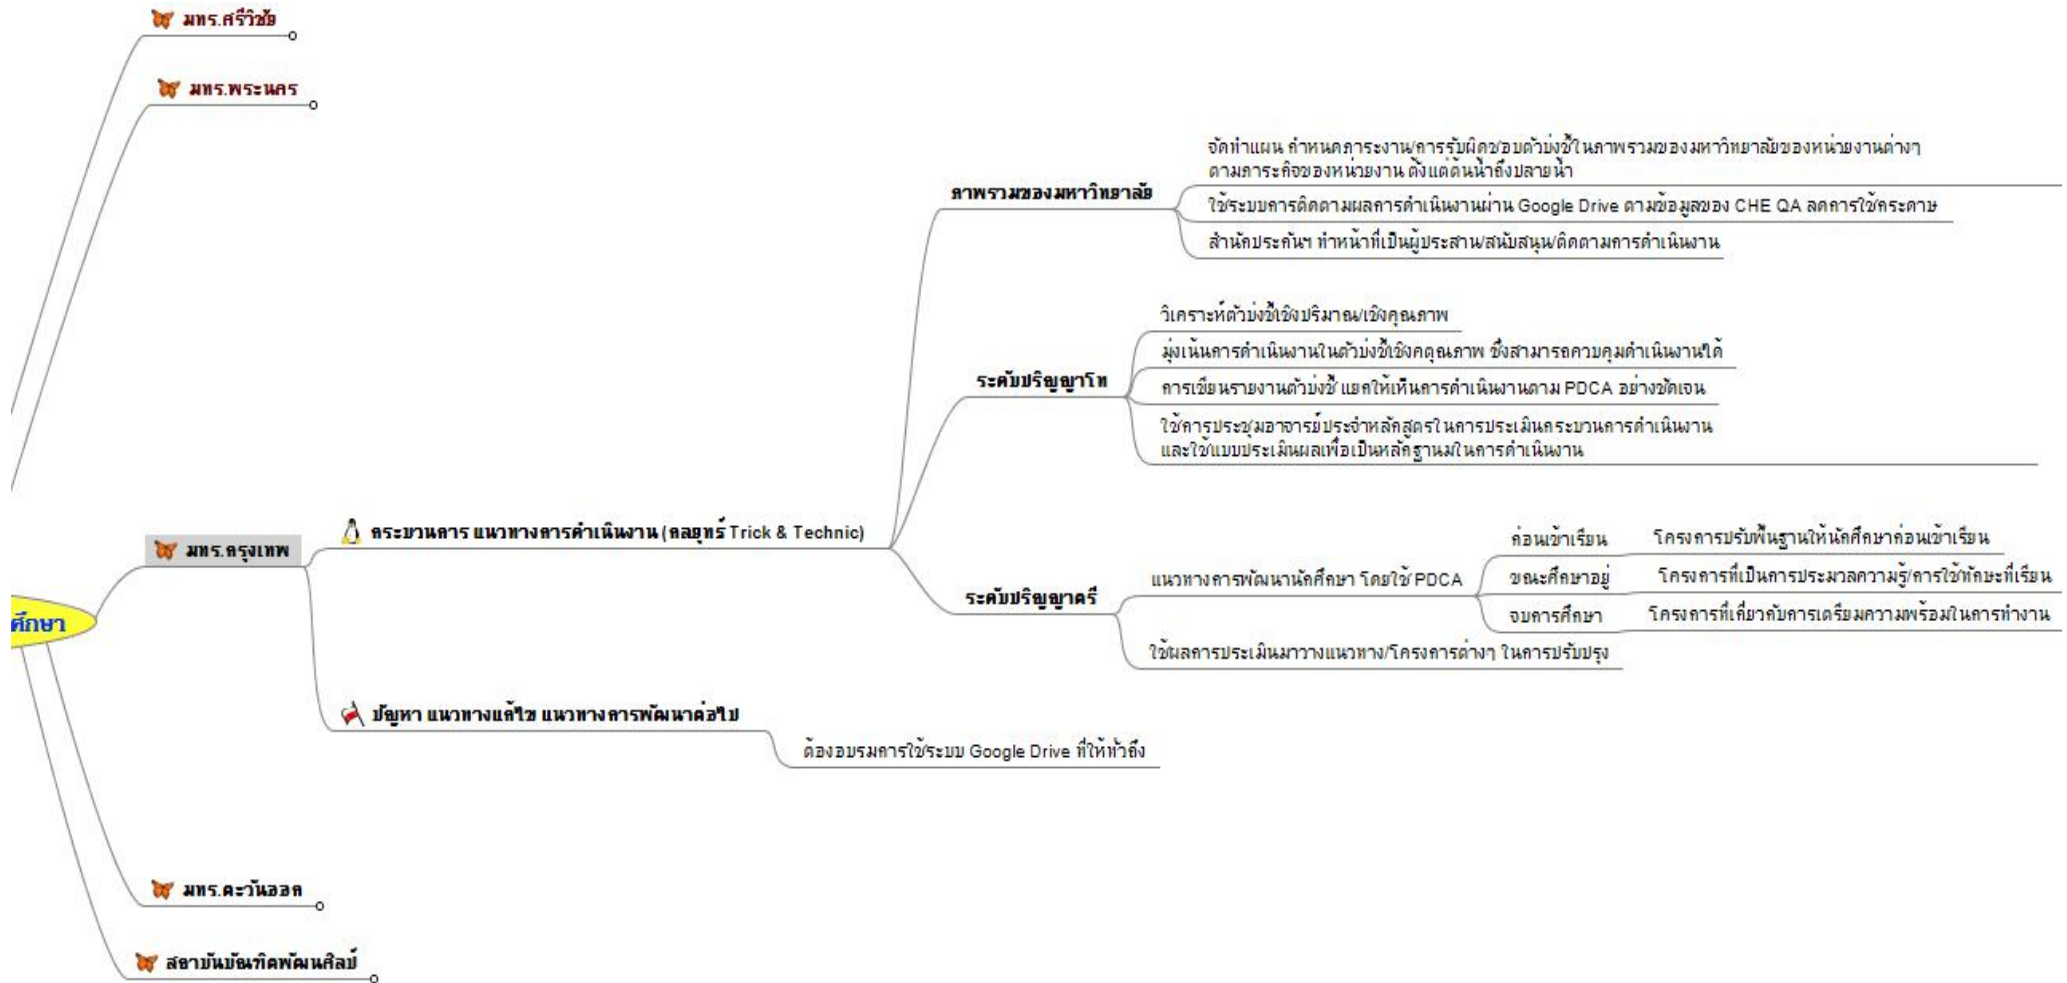 มทร.ศรีวิชัย
มทร.พระนคร
จัดทำแผน กำหนดภาระงาน/การรับผิดชอบตัวบ่งชี้ในภาพรวมของมหาวิทยาลัยของหน่วยงานต่างๆ
ตามภาระกิจของหน่วยงาน ตั้งแต่ต้นน้ำถึงปลายน้ำ
ภาพรวมของมหาวิทยาลัย
ใช้ระบบการติดตามผลการดำเนินงานผ่าน Google Drive ตามข้อมูลของ CHE QA ลดการใช้กระดาษ
สำนักประกันฯ ทำหน้าที่เป็นผู้ประสาน/สนับสนุน/ติดตามการดำเนินงาน
วิเคราะห์ตัวบ่งชี้เชิงปริมาณ/เชิงคุณภาพ
มุ่งเน้นการดำเนินงานในตัวบ่งชี้เชิงคตุณภาพ ซึ่งสามารถควบคุมดำเนินงานได้
ระดับปริญญาโท
การเขียนรายงานตัวบ่งชี้ แยกให้เห็นการดำเนินงานตาม PDCA อย่างชัดเจน
ใช้การประชุมอาจารย์ประจำหลักสูตรในการประเมินกระบวนการดำเนินงาน
และใช้แบบประเมินผลเพื่อเป็นหลักฐานมในการดำเนินงาน
กระบวนการ แนวทางการดำเนินงาน (กลยุทธ์ Trick & Technic)
มทร.กรุงเทพ
ก่อนเข้าเรียน
โครงการปรับพื้นฐานให้นักศึกษาก่อนเข้าเรียน
แนวทางการพัฒนานักศึกษา โดยใช้ PDCA
ขณะศึกษาอยู่
โครงการที่เป็นการประมวลความรู้/การใช้ทักษะที่เรียน
ระดับปริญญาตรี
จบการศึกษา
โครงการที่เกี่ยวกับการเตรียมความพร้อมในการทำงาน
ศึกษา
ใช้ผลการประเมินมาวางแนวทาง/โครงการต่างๆ ในการปรับปรุง
ปัญหา แนวทางแก้ไข แนวทางการพัฒนาต่อไป
ต้องอบรมการใช้ระบบ Google Drive ที่ให้ทั่วถึง
มทร.ตะวันออก
สถาบันบัณฑิตพัฒนศิลป์